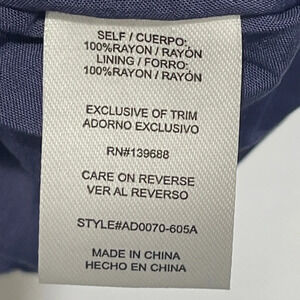 SELF / CUERPO:
100%RAYON / RAYÓN
LINING / FORRO:
100%RAYON / RAYÓN
EXCLUSIVE OF TRIM
ADORNO EXCLUSIVO
RN#139688
CARE ON REVERSE
VER AL REVERSO
STYLE#AD0070-605A
MADE IN CHINA
HECHO EN CHINA